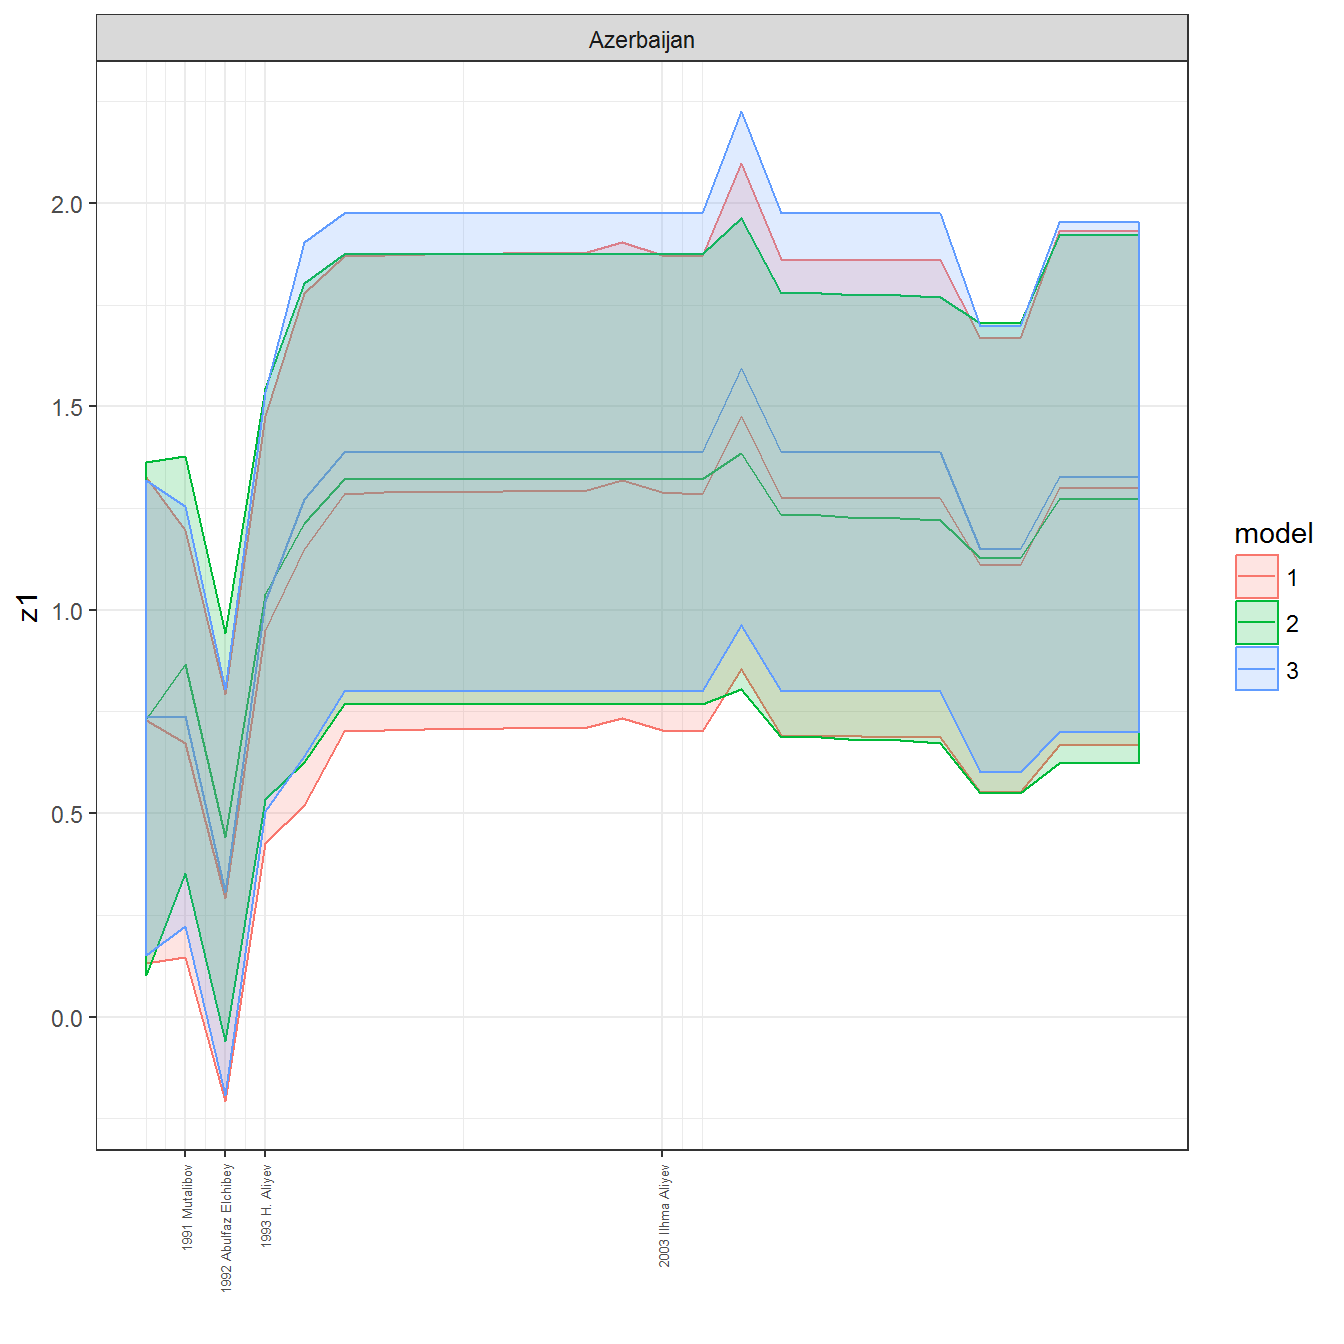 Azerbaijan
z1
2.0
1.5
1.0
0.5
0.0
1991 Mutalibov
1992 Abulfaz Elchibey
1993 H. Aliyev
2003 Ilhma Aliyev
model
1
2
3